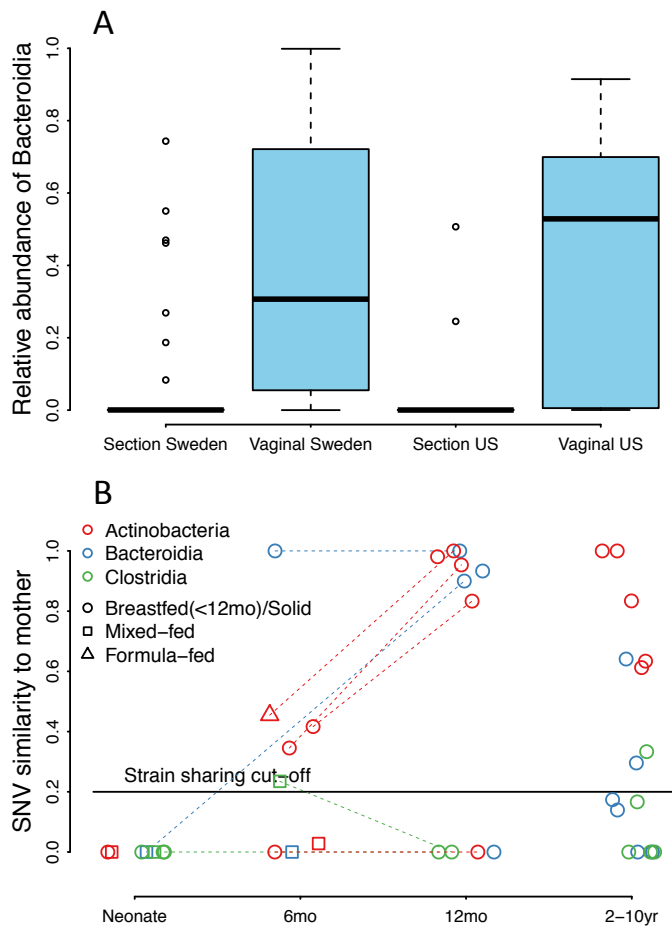 A
Relative abundance of Bacteroidia
1.0
0.8
0.6
0.4
0.2
0.0
Section Sweden
Vaginal Sweden
Section US
Vaginal US
B
SNV similarity to mother
1.0
0.8
0.6
0.4
0.2
0.0
Actinobacteria
Bacteroidia
Clostridia
Breastfed(<12mo)/Solid
Mixed−fed
Formula−fed
Strain sharing cut−off
Neonate
6mo
12mo
2−10yr